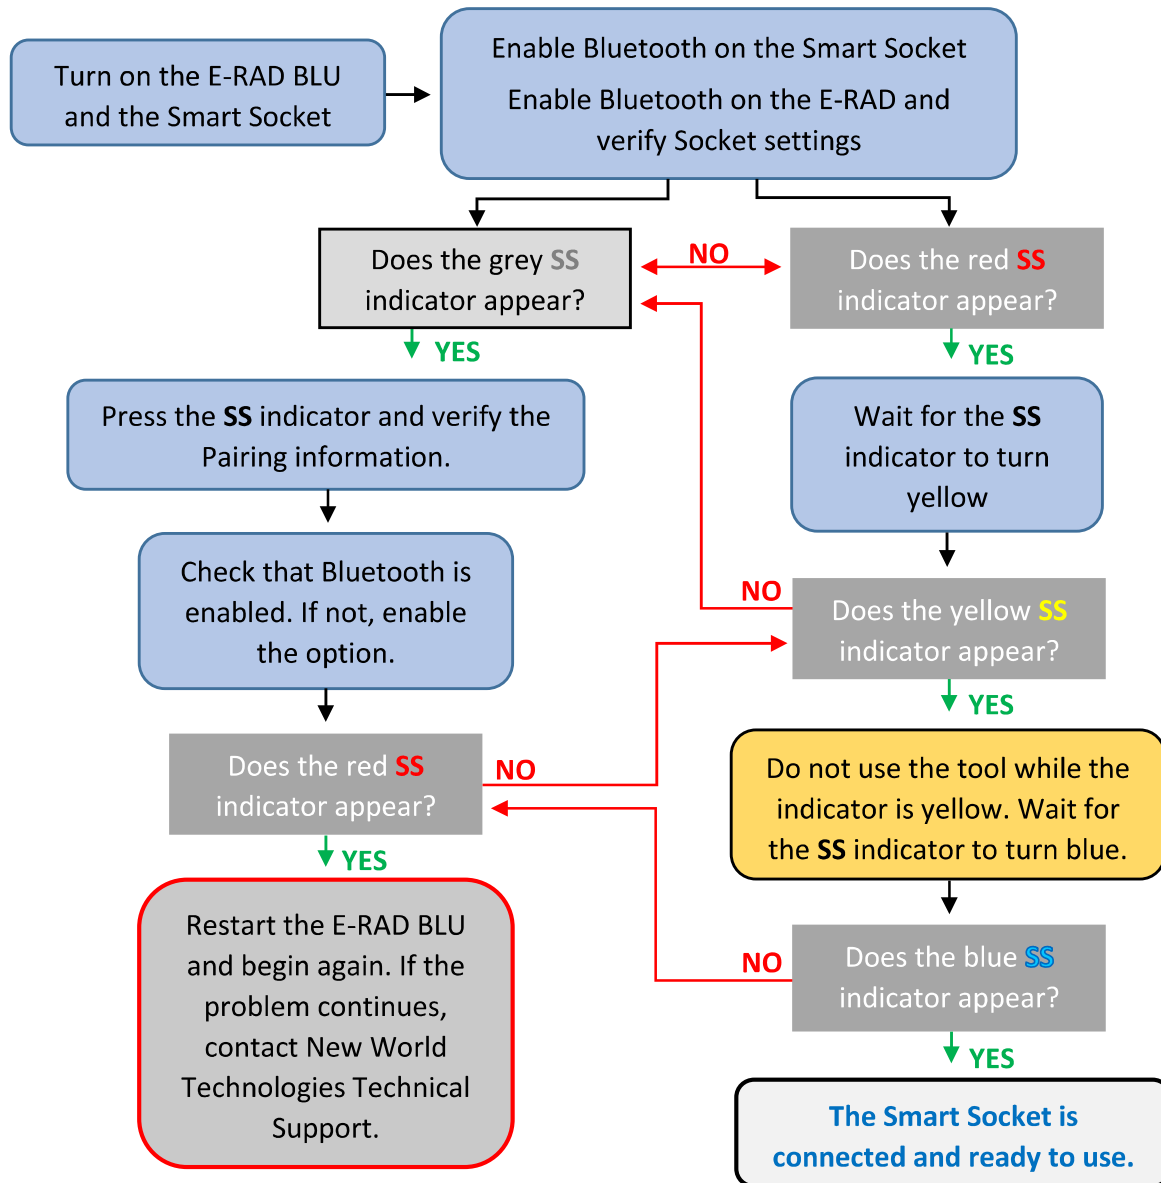 Turn on the E-RAD BLU
and the Smart Socket
Enable Bluetooth on the Smart Socket
Enable Bluetooth on the E-RAD and
verify Socket settings
Does the grey SS
indicator appear?
NO
Does the red SS
indicator appear?
YES
YES
Press the SS indicator and verify the
Pairing information.
Wait for the SS
indicator to turn
yellow
Check that Bluetooth is
enabled. If not, enable
the option.
NO
Does the yellow SS
indicator appear?
YES
Does the red SS
indicator appear?
NO
Do not use the tool while the
indicator is yellow. Wait for
the SS indicator to turn blue.
YES
Restart the E-RAD BLU
and begin again. If the
problem continues,
contact New World
Technologies Technical
Support.
NO
Does the blue SS
indicator appear?
YES
The Smart Socket is
connected and ready to use.